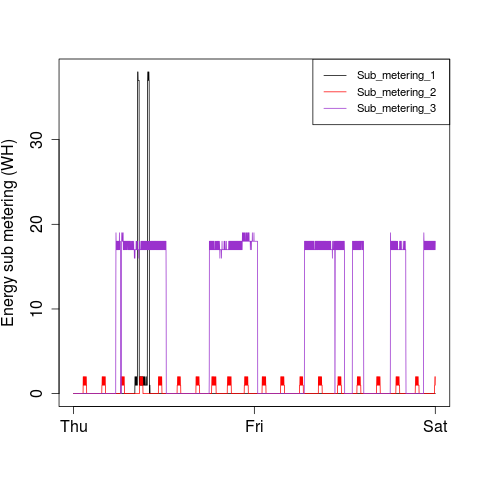 Sub_metering_1
Sub_metering_2
Sub_metering_3
Energy sub metering (WH)
30
20
10
0
Thu Fri Sat